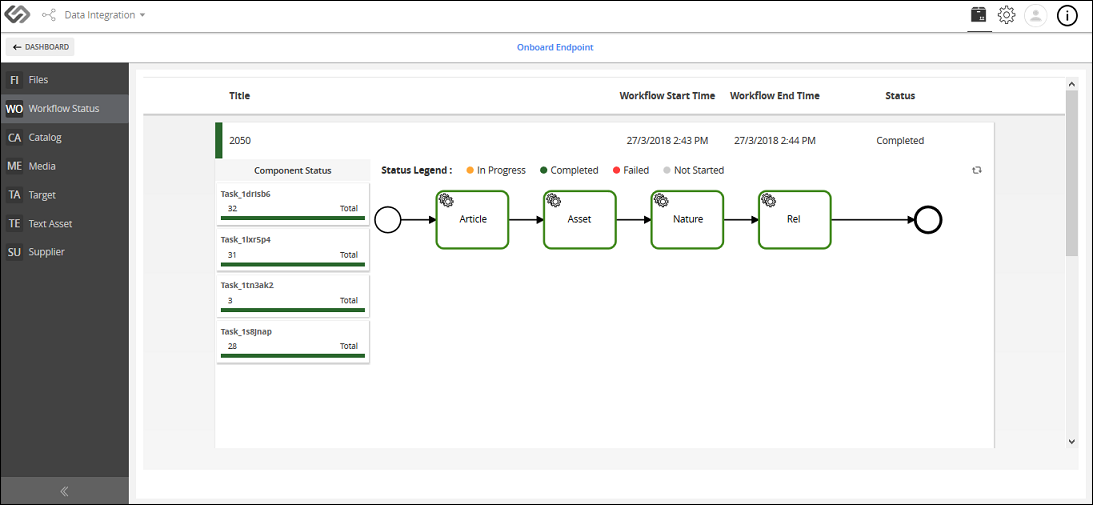 Data Integration
DASHBOARD
Onboard Endpoint
FI Files
WO Workflow Status
CA Catalog
ME Media
TA Target
TE Text Asset
SU Supplier
Title Workflow Start Time Workflow End Time Status
2050 27/3/2018 2:43 PM 27/3/2018 2:44 PM Completed
Component Status
Status Legend : In Progress Completed Failed Not Started
Task_1drisb6
32 Total
Task_1lxr5p4
31 Total
Task_1tn3ak2
3 Total
Task_1s8jnap
28 Total
Article Asset Nature Rel